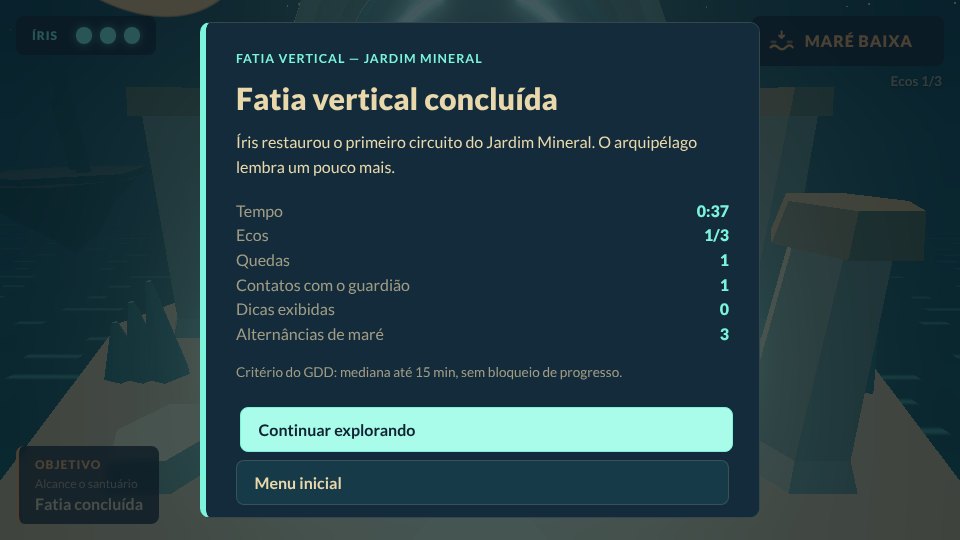 ÍRIS
MARÉ BAIXA
Ecos 1/3
FATIA VERTICAL — JARDIM MINERAL
Fatia vertical concluída
Íris restaurou o primeiro circuito do Jardim Mineral. O arquipélago
lembra um pouco mais.
Tempo 0:37
Ecos 1/3
Quedas 1
Contatos com o guardião 1
Dicas exibidas 0
Alternâncias de maré 3
Critério do GDD: mediana até 15 min, sem bloqueio de progresso.
Continuar explorando
Menu inicial
OBJETIVO
Alcance o santuário
Fatia concluída